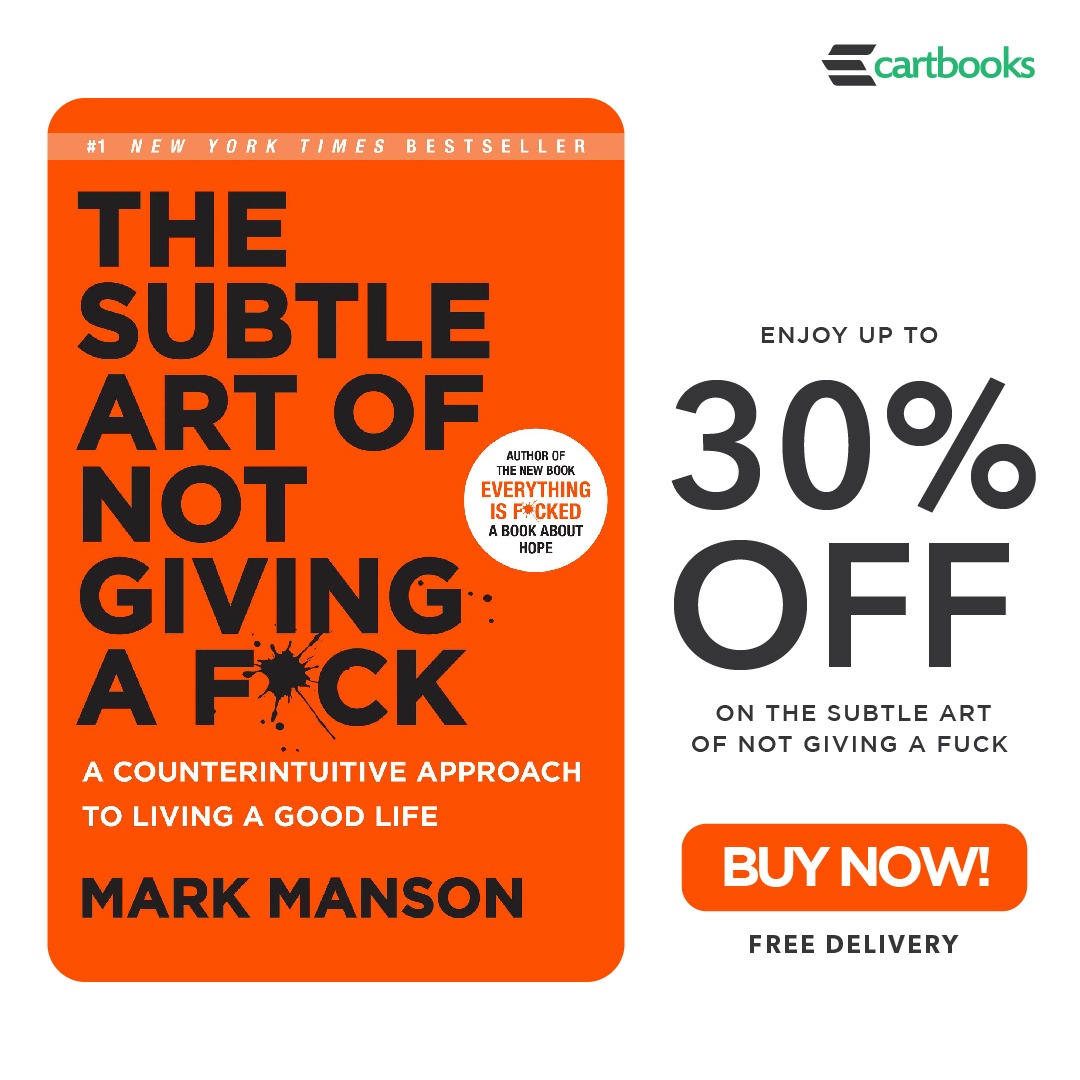 cartbooks
#1 NEW YORK TIMES BESTSELLER
THE
SUBTLE
ART OF
NOT
GIVING
A F*CK
AUTHOR OF
THE NEW BOOK
EVERYTHING
IS F*CKED
A BOOK ABOUT
HOPE
A COUNTERINTUITIVE APPROACH
TO LIVING A GOOD LIFE
MARK MANSON
ENJOY UP TO
30%
OFF
ON THE SUBTLE ART
OF NOT GIVING A FUCK
BUY NOW!
FREE DELIVERY